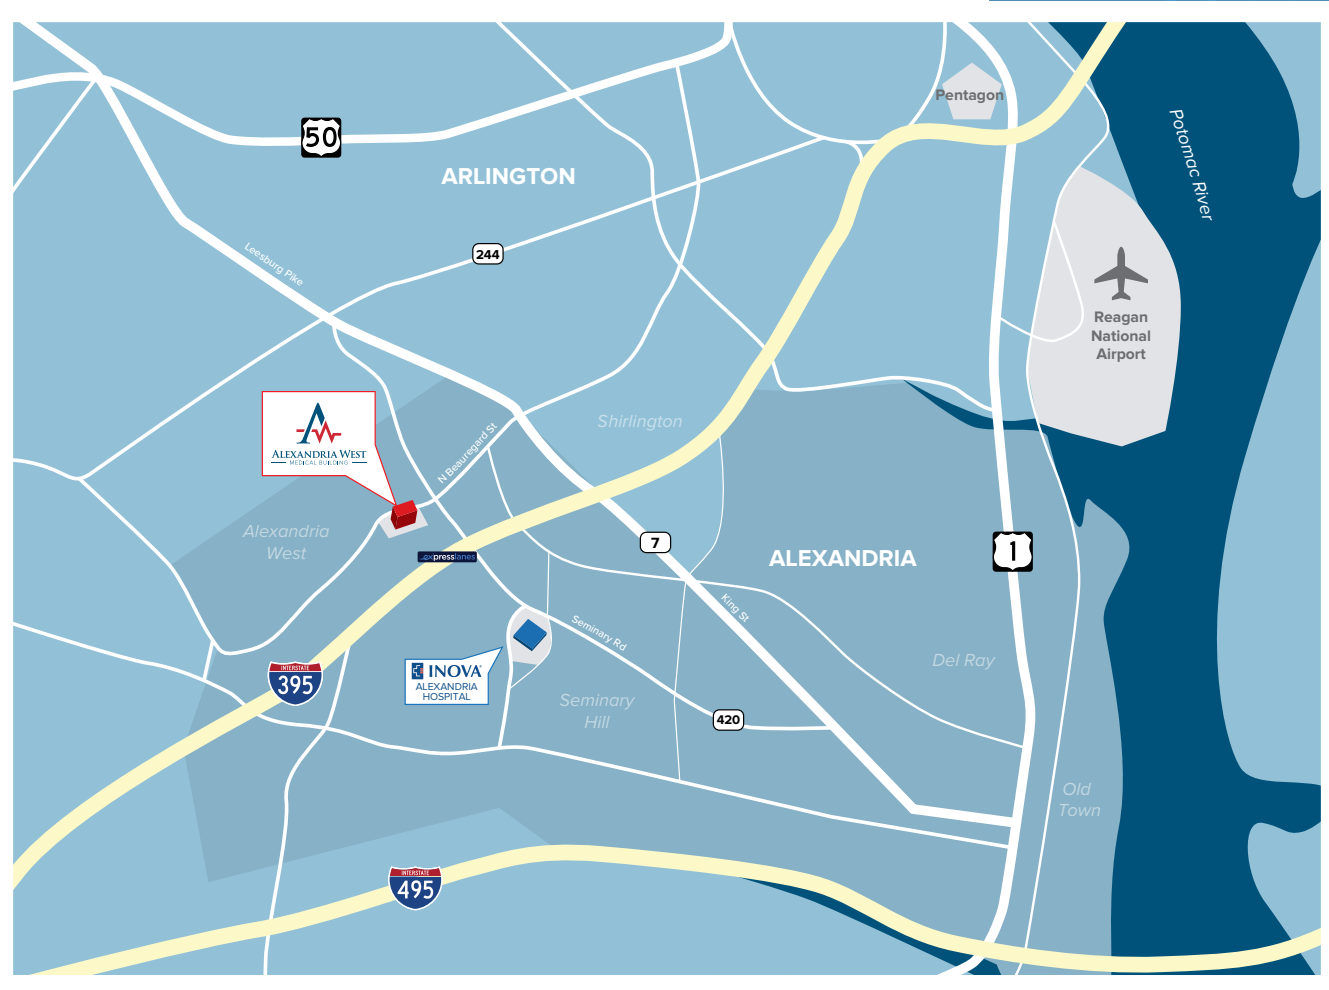 Pentagon
Potomac River
50
ARLINGTON
244
Leesburg Pike
Reagan
National
Airport
ALEXANDRIA WEST
MEDICAL BUILDING
N Beauregard St
Shirlington
Alexandria
West
expresslanes
7
ALEXANDRIA
1
King St
Seminary Rd
INOVA
ALEXANDRIA
HOSPITAL
INTERSTATE
395
Del Ray
Seminary
Hill
420
Old
Town
INTERSTATE
495